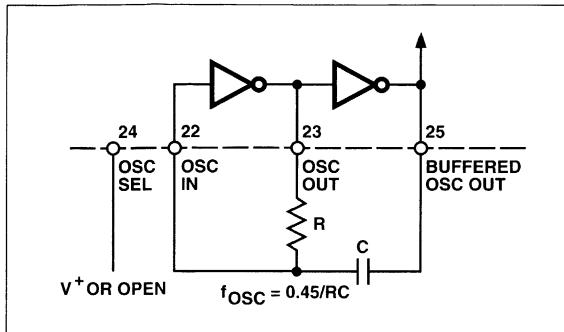 24
22
23
25
OSC
SEL
OSC
IN
OSC
OUT
BUFFERED
OSC OUT
R
C
V+ OR OPEN
fOSC = 0.45/RC